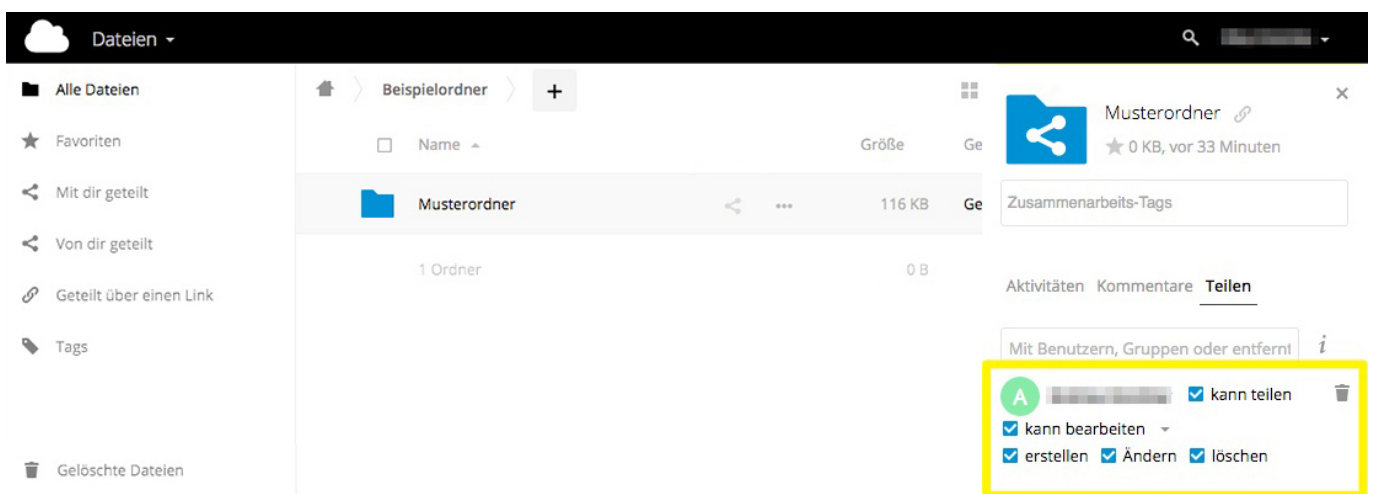 Dateien
Alle Dateien
Favoriten
Mit dir geteilt
Von dir geteilt
Geteilt über einen Link
Tags
Gelöschte Dateien
Beispielordner +
Name Größe Ge
Musterordner 116 KB Ge
1 Ordner 0 B
Musterordner
0 KB, vor 33 Minuten
Zusammenarbeits-Tags
Aktivitäten Kommentare Teilen
Mit Benutzern, Gruppen oder entfernt i
A kann teilen
kann bearbeiten
erstellen Ändern löschen